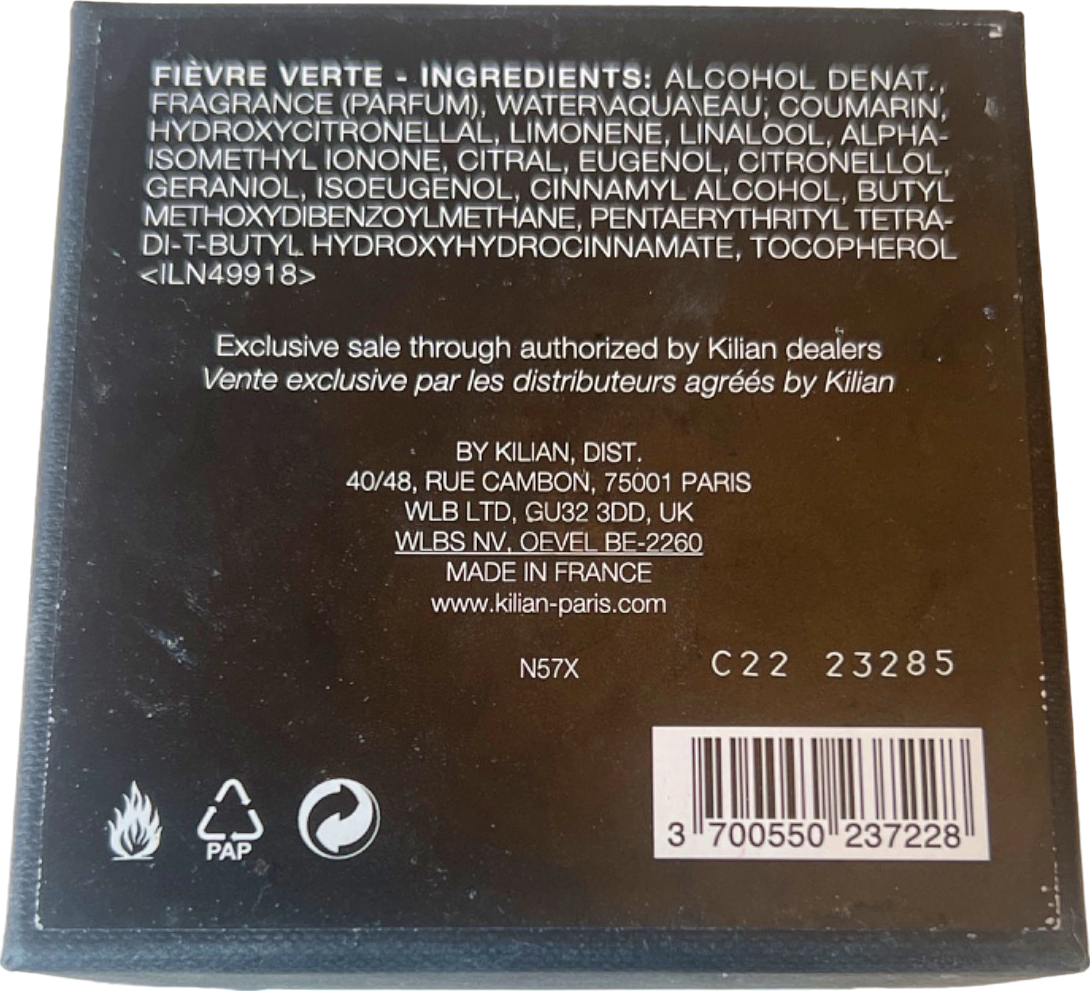 FIÈVRE VERTE - INGREDIENTS: ALCOHOL DENAT.,
FRAGRANCE (PARFUM), WATER\AQUA\EAU, COUMARIN,
HYDROXYCITRONELLAL, LIMONENE, LINALOOL, ALPHA-
ISOMETHYL IONONE, CITRAL, EUGENOL, CITRONELLOL,
GERANIOL, ISOEUGENOL, CINNAMYL ALCOHOL, BUTYL
METHOXYDIBENZOYLMETHANE, PENTAERYTHRITYL TETRA-
DI-T-BUTYL HYDROXYHYDROCINNAMATE, TOCOPHEROL
<ILN49918>
Exclusive sale through authorized by Kilian dealers
Vente exclusive par les distributeurs agréés by Kilian
BY KILIAN, DIST.
40/48, RUE CAMBON, 75001 PARIS
WLB LTD, GU32 3DD, UK
WLBS NV, OEVEL BE-2260
MADE IN FRANCE
www.kilian-paris.com
N57X C22 23285
PAP
3 700550 237228